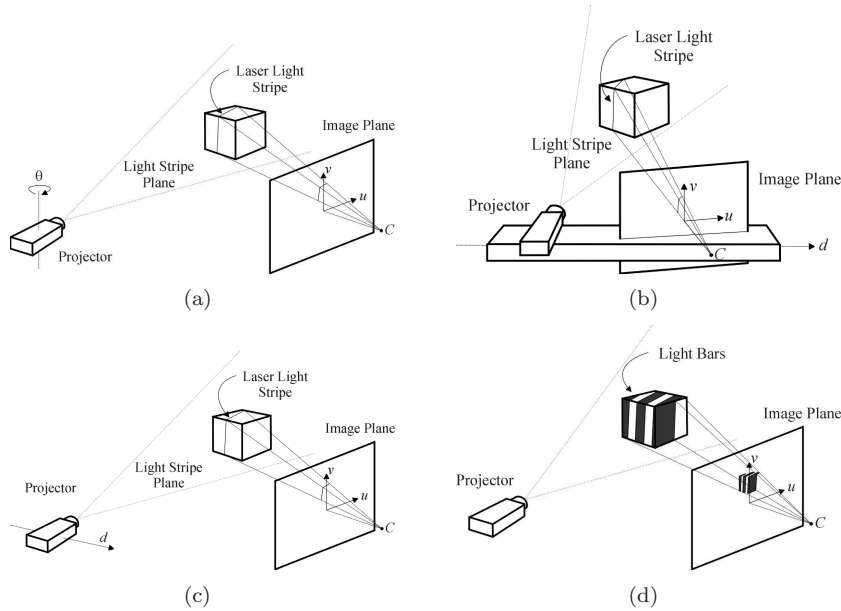 Laser Light
Stripe
Image Plane
Light Stripe
Plane
θ
v
u
C
Projector
(a)
Laser Light
Stripe
Light Stripe
Plane
Image Plane
Projector
v
u
C
d
(b)
Laser Light
Stripe
Image Plane
Light Stripe
Plane
Projector
v
u
d
C
(c)
Light Bars
Image Plane
Projector
v
u
C
(d)